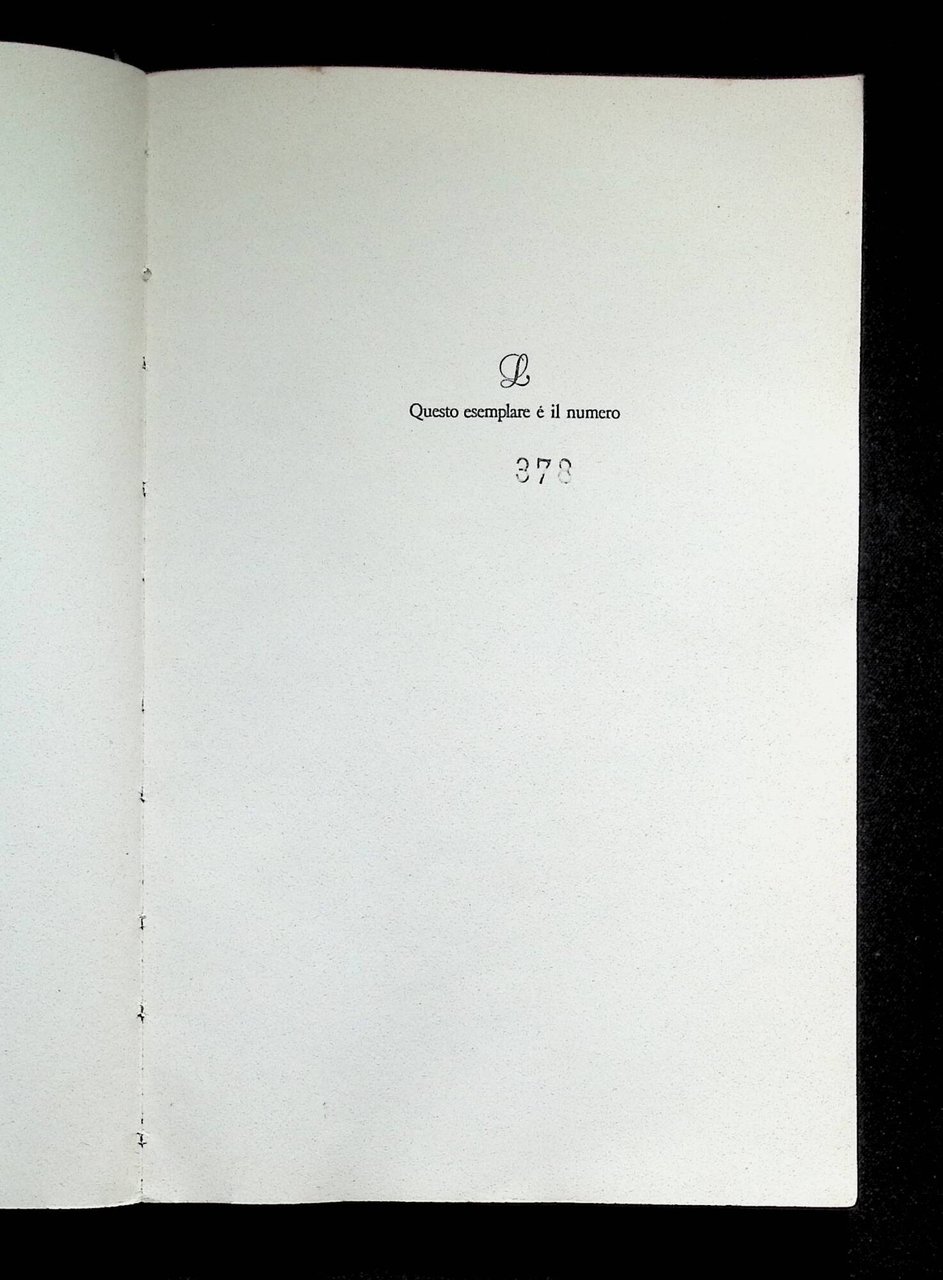 L
Questo esemplare é il numero
378